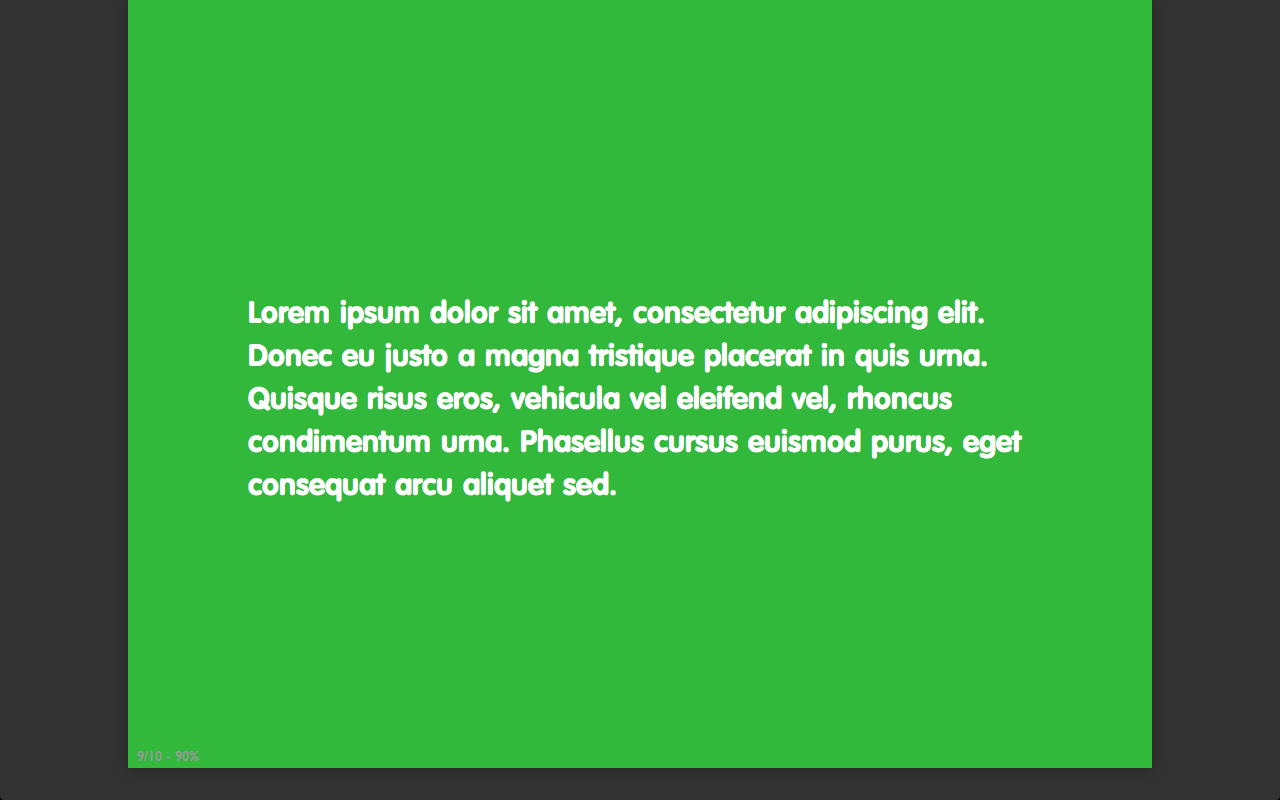 Lorem ipsum dolor sit amet, consectetur adipiscing elit.
Donec eu justo a magna tristique placerat in quis urna.
Quisque risus eros, vehicula vel eleifend vel, rhoncus
condimentum urna. Phasellus cursus euismod purus, eget
consequat arcu aliquet sed.
9/10 - 90%